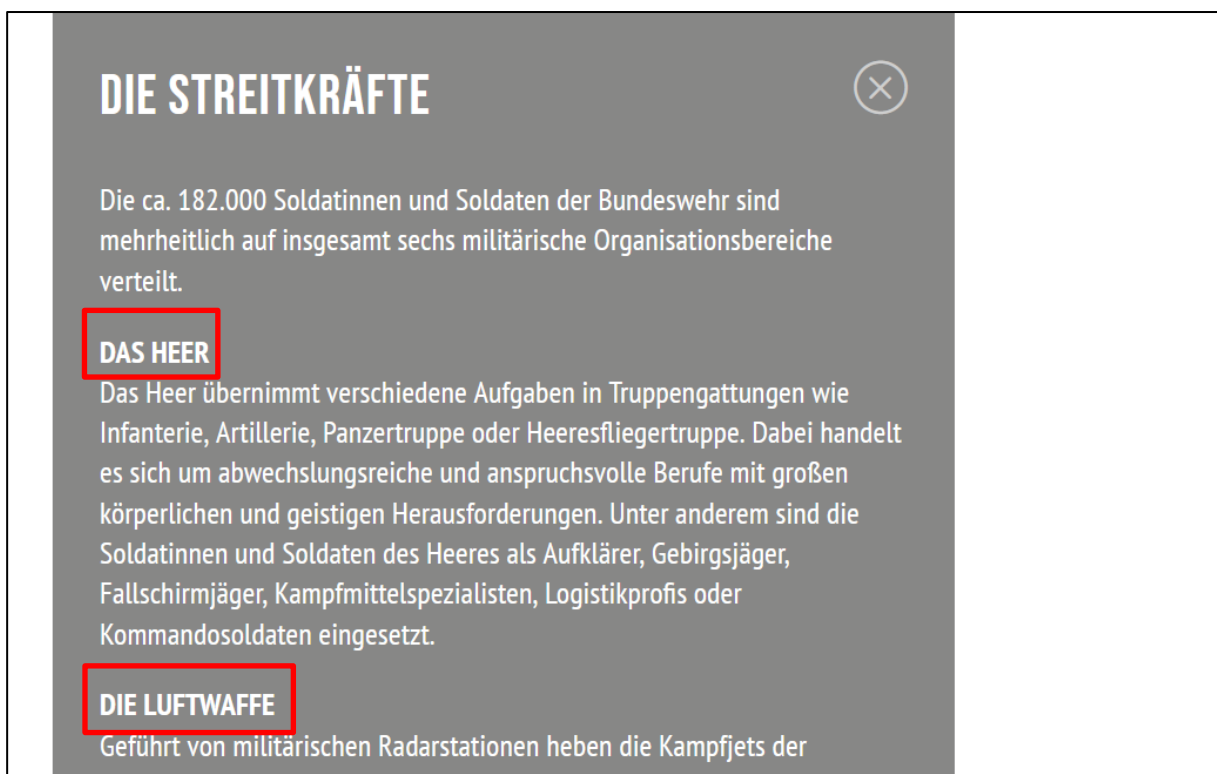 DIE STREITKRÄFTE
Die ca. 182.000 Soldatinnen und Soldaten der Bundeswehr sind
mehrheitlich auf insgesamt sechs militärische Organisationsbereiche
verteilt.
DAS HEER
Das Heer übernimmt verschiedene Aufgaben in Truppengattungen wie
Infanterie, Artillerie, Panzertruppe oder Heeresfliegertruppe. Dabei handelt
es sich um abwechslungsreiche und anspruchsvolle Berufe mit großen
körperlichen und geistigen Herausforderungen. Unter anderem sind die
Soldatinnen und Soldaten des Heeres als Aufklärer, Gebirgsjäger,
Fallschirmjäger, Kampfmittelspezialisten, Logistikprofis oder
Kommandosoldaten eingesetzt.
DIE LUFTWAFFE
Geführt von militärischen Radarstationen heben die Kampfjets der